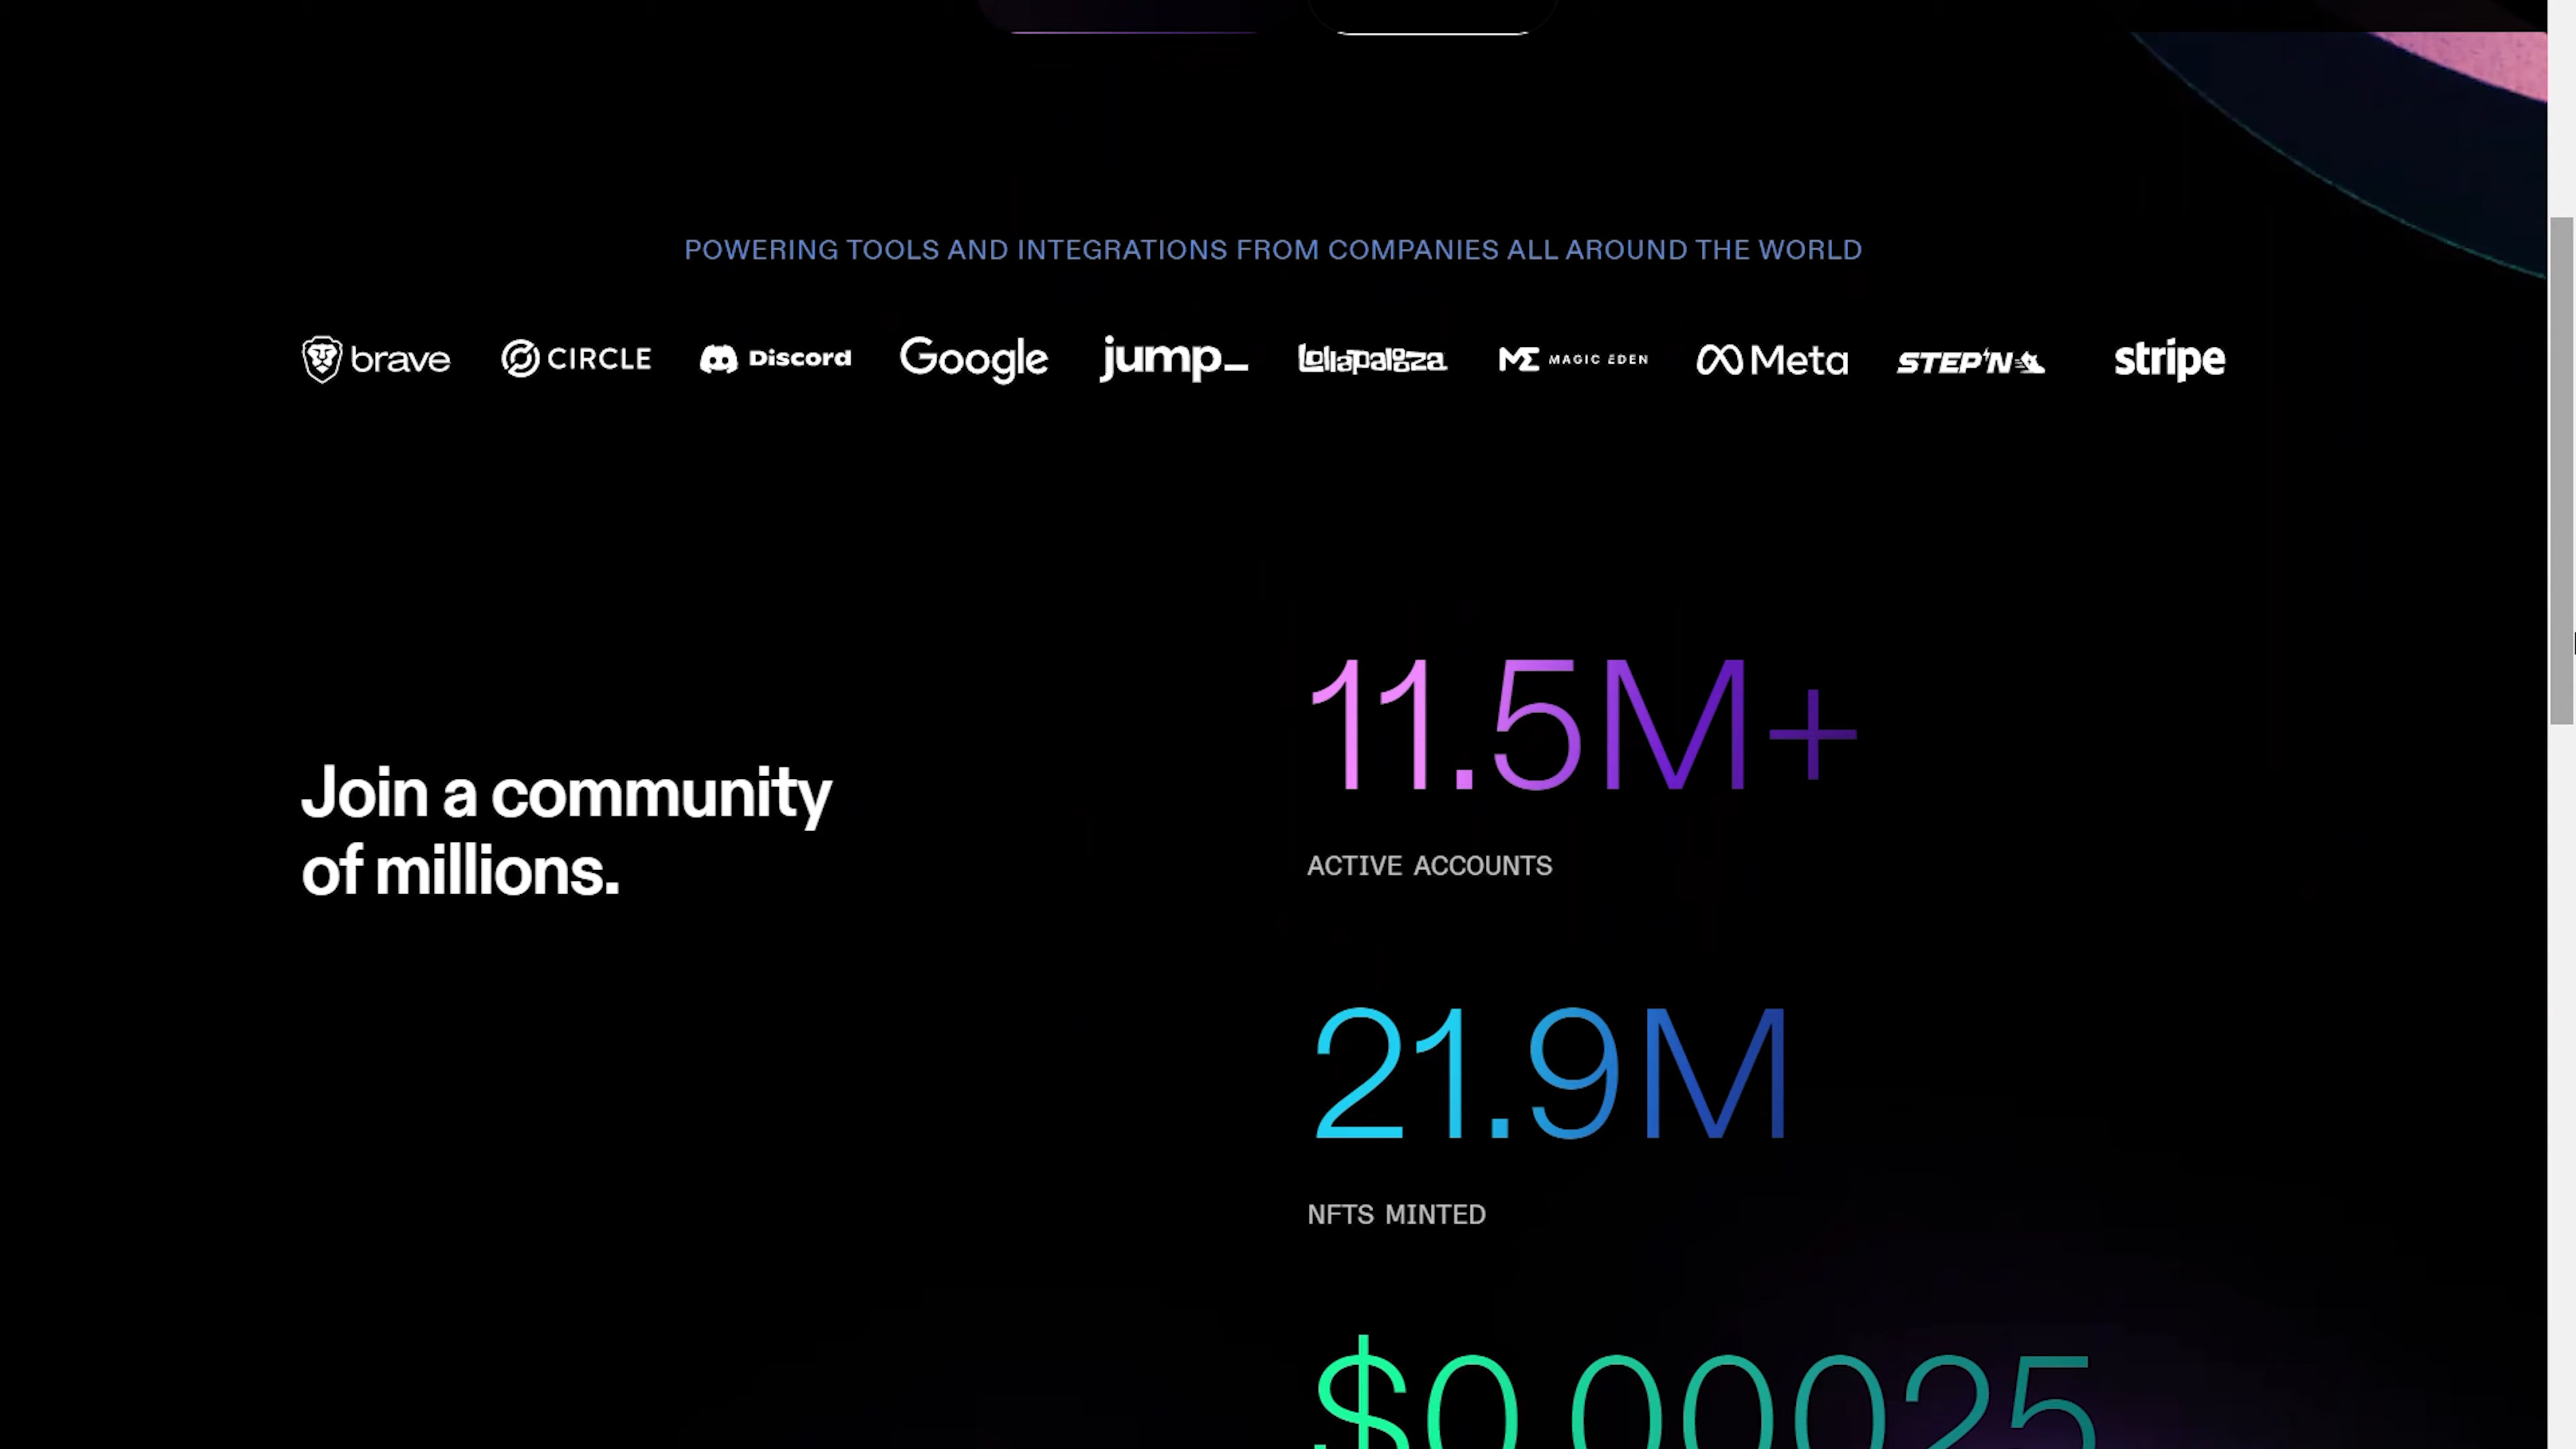 POWERING TOOLS AND INTEGRATIONS FROM COMPANIES ALL AROUND THE WORLD
brave CIRCLE Discord Google jump_ Lollapalooza MAGIC EDEN Meta STEP'N stripe
Join a community
of millions.
11.5M+
ACTIVE ACCOUNTS
21.9M
NFTS MINTED
$0.00025